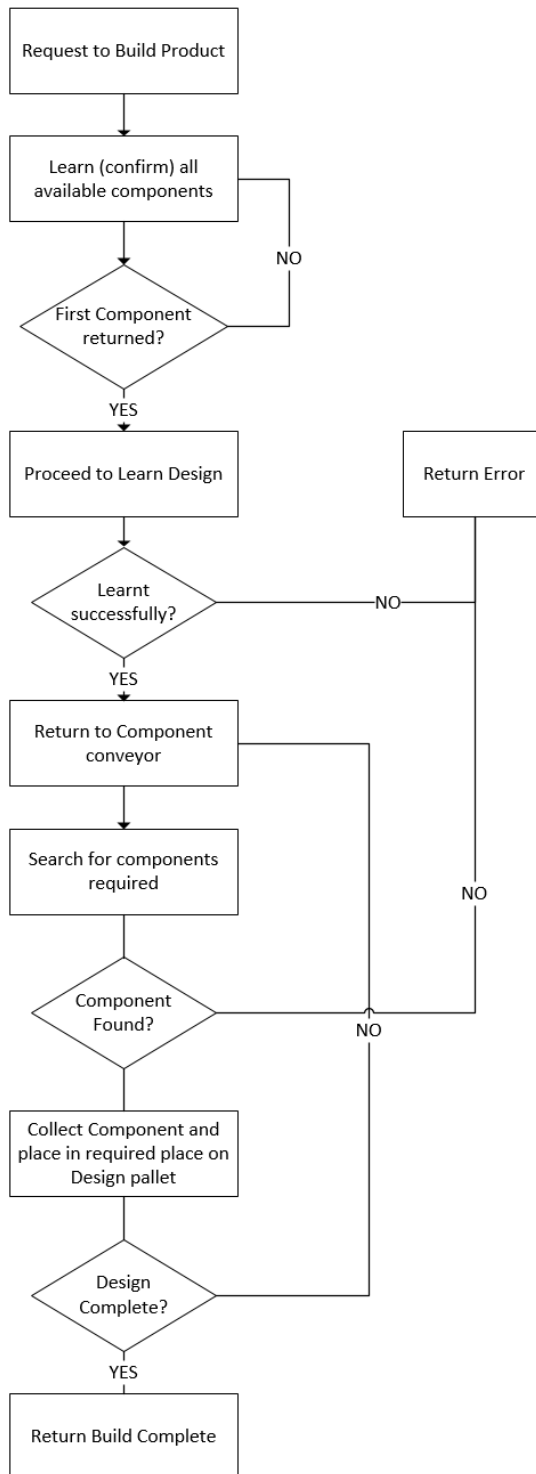 Request to Build Product
Learn (confirm) all
available components
NO
First Component
returned?
YES
Proceed to Learn Design
Return Error
Learnt
successfully?
NO
YES
Return to Component
conveyor
Search for components
required
NO
Component
Found?
NO
Collect Component and
place in required place on
Design pallet
Design
Complete?
YES
Return Build Complete